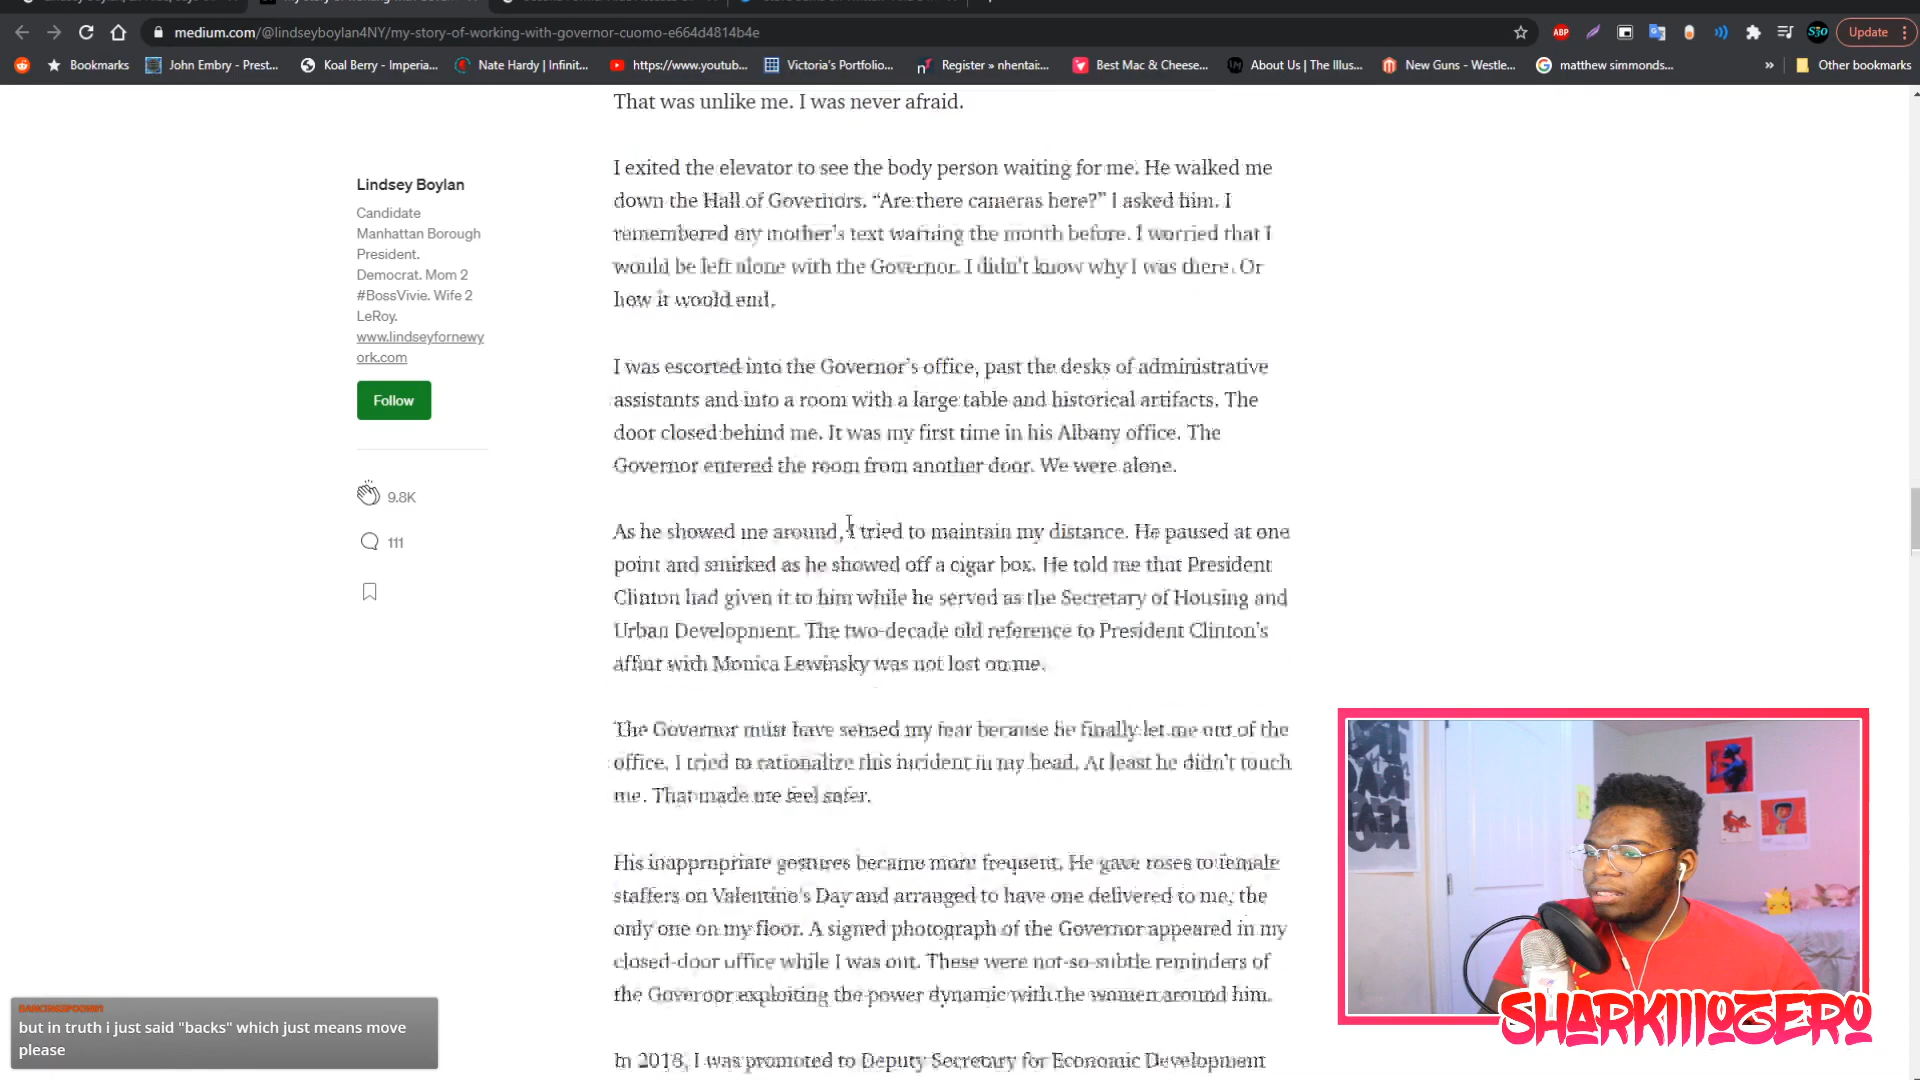 medium.com/@lindseyboylan4NY/my-story-of-working-with-governor-cuomo-e664d4814b4e
ABP
S30
Update
Bookmarks
John Embry - Prest...
Koal Berry - Imperia...
Nate Hardy | Infinit...
https://www.youtub...
Victoria's Portfolio...
Register » nhentai:...
Best Mac & Cheese...
About Us | The Illus...
New Guns - Westle...
matthew simmonds...
»
Other bookmarks
That was unlike me. I was never afraid.
I exited the elevator to see the body person waiting for me. He walked me
down the Hall of Governors. “Are there cameras here?” I asked him. I
remembered my mother’s text warning the month before. I worried that I
would be left alone with the Governor. I didn’t know why I was there. Or
how it would end.
I was escorted into the Governor’s office, past the desks of administrative
assistants and into a room with a large table and historical artifacts. The
door closed behind me. It was my first time in his Albany office. The
Governor entered the room from another door. We were alone.
As he showed me around, I tried to maintain my distance. He paused at one
point and smirked as he showed off a cigar box. He told me that President
Clinton had given it to him while he served as the Secretary of Housing and
Urban Development. The two-decade old reference to President Clinton’s
affair with Monica Lewinsky was not lost on me.
The Governor must have sensed my fear because he finally let me out of the
office. I tried to rationalize this incident in my head. At least he didn’t touch
me. That made me feel safer.
His inappropriate gestures became more frequent. He gave roses to female
staffers on Valentine’s Day and arranged to have one delivered to me, the
only one on my floor. A signed photograph of the Governor appeared in my
closed-door office while I was out. These were not-so-subtle reminders of
the Governor exploiting the power dynamic with the women around him.
In 2018, I was promoted to Deputy Secretary for Economic Development
Lindsey Boylan
Candidate
Manhattan Borough
President.
Democrat. Mom 2
#BossVivie. Wife 2
LeRoy.
www.lindseyfornewy
ork.com
Follow
9.8K
111
but in truth i just said "backs" which just means move
please
SHARKIIIOZERO